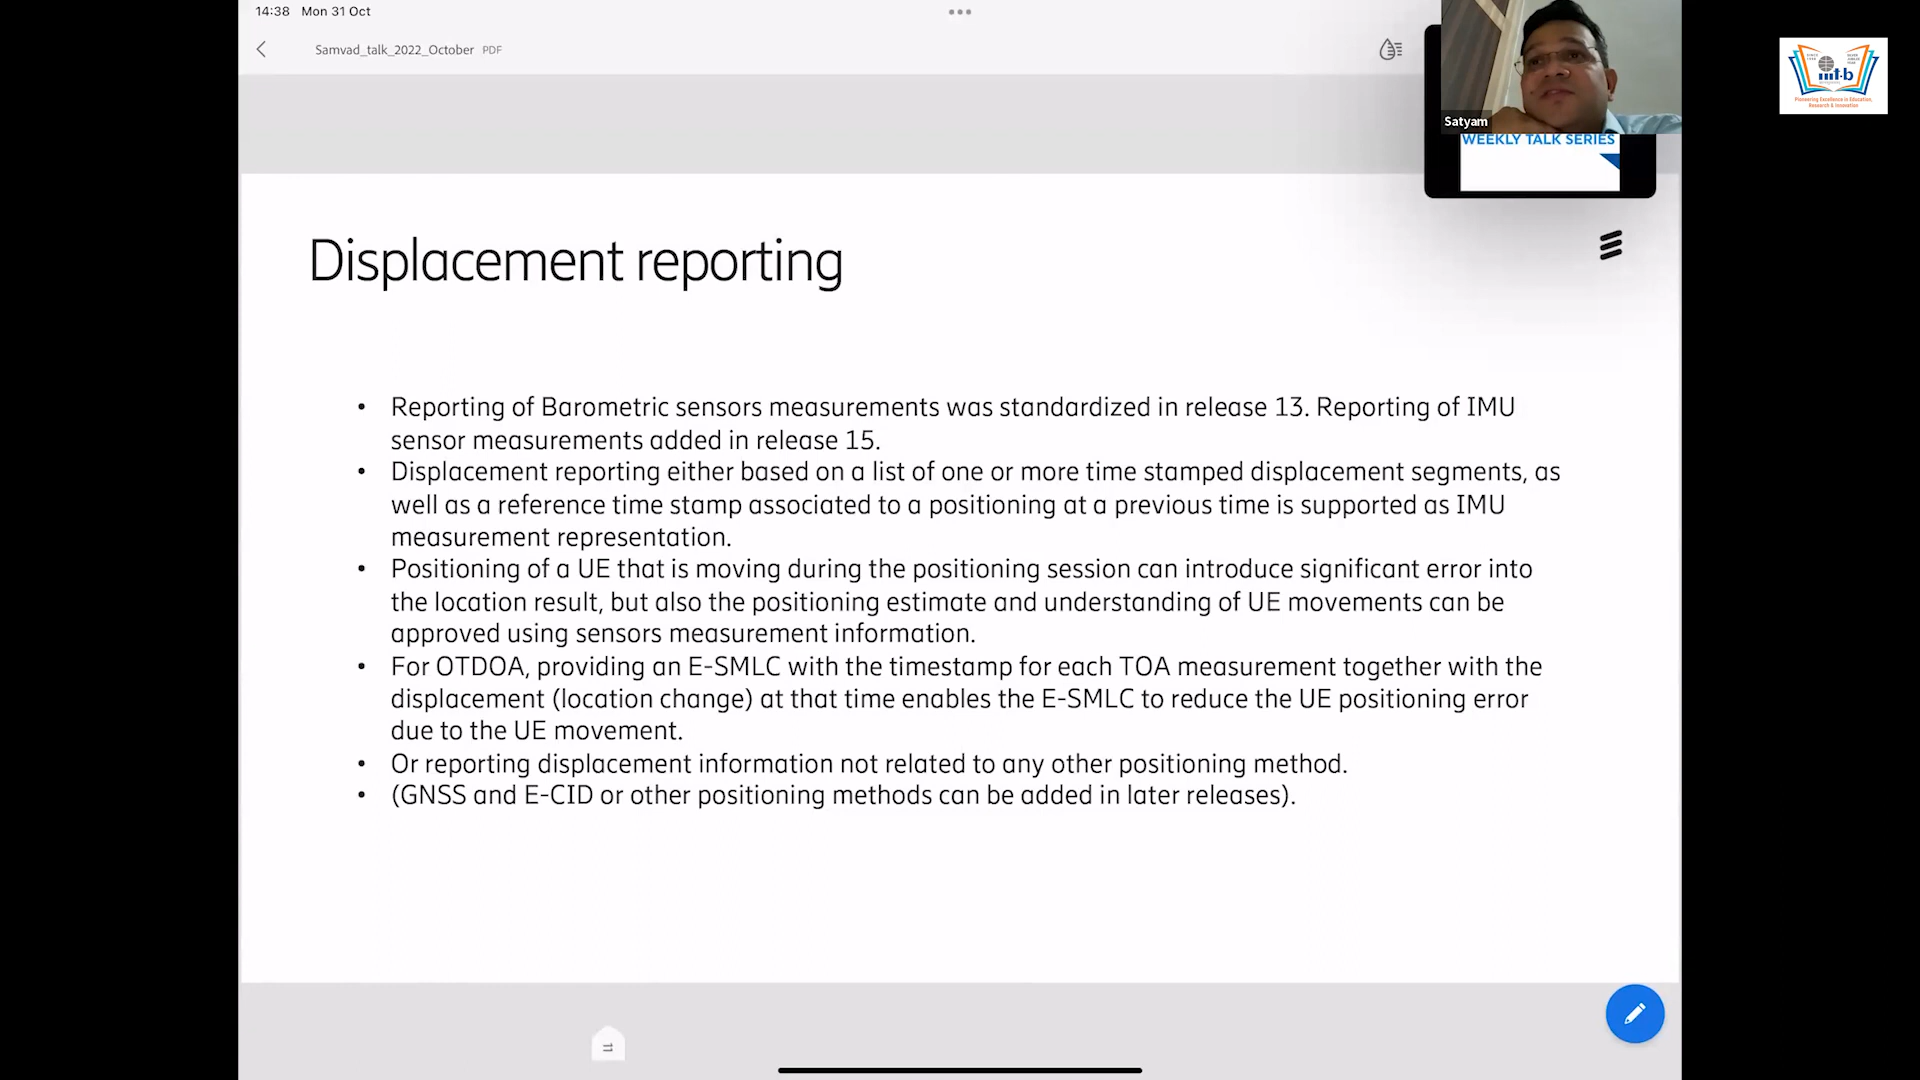 14:38 Mon 31 Oct
Samvad_talk_2022_October PDF
Satyam
WEEKLY TALK SERIES
iiit-b
Pioneering Excellence in Education,
Research & Innovation
Displacement reporting
• Reporting of Barometric sensors measurements was standardized in release 13. Reporting of IMU
sensor measurements added in release 15.
• Displacement reporting either based on a list of one or more time stamped displacement segments, as
well as a reference time stamp associated to a positioning at a previous time is supported as IMU
measurement representation.
• Positioning of a UE that is moving during the positioning session can introduce significant error into
the location result, but also the positioning estimate and understanding of UE movements can be
approved using sensors measurement information.
• For OTDOA, providing an E-SMLC with the timestamp for each TOA measurement together with the
displacement (location change) at that time enables the E-SMLC to reduce the UE positioning error
due to the UE movement.
• Or reporting displacement information not related to any other positioning method.
• (GNSS and E-CID or other positioning methods can be added in later releases).